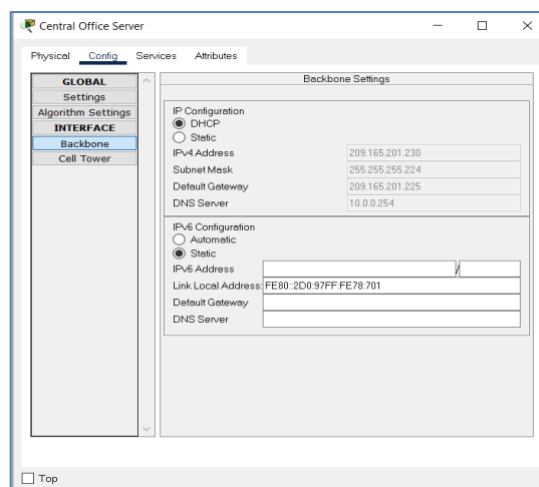 Central Office Server
Physical Config Services Attributes
GLOBAL
Settings
Algorithm Settings
INTERFACE
Backbone
Cell Tower
Backbone Settings
IP Configuration
DHCP
Static
IPv4 Address 209.165.201.230
Subnet Mask 255.255.255.224
Default Gateway 209.165.201.225
DNS Server 10.0.0.254
IPv6 Configuration
Automatic
Static
IPv6 Address /
Link Local Address: FE80::2D0:97FF:FE78:701
Default Gateway
DNS Server
Top